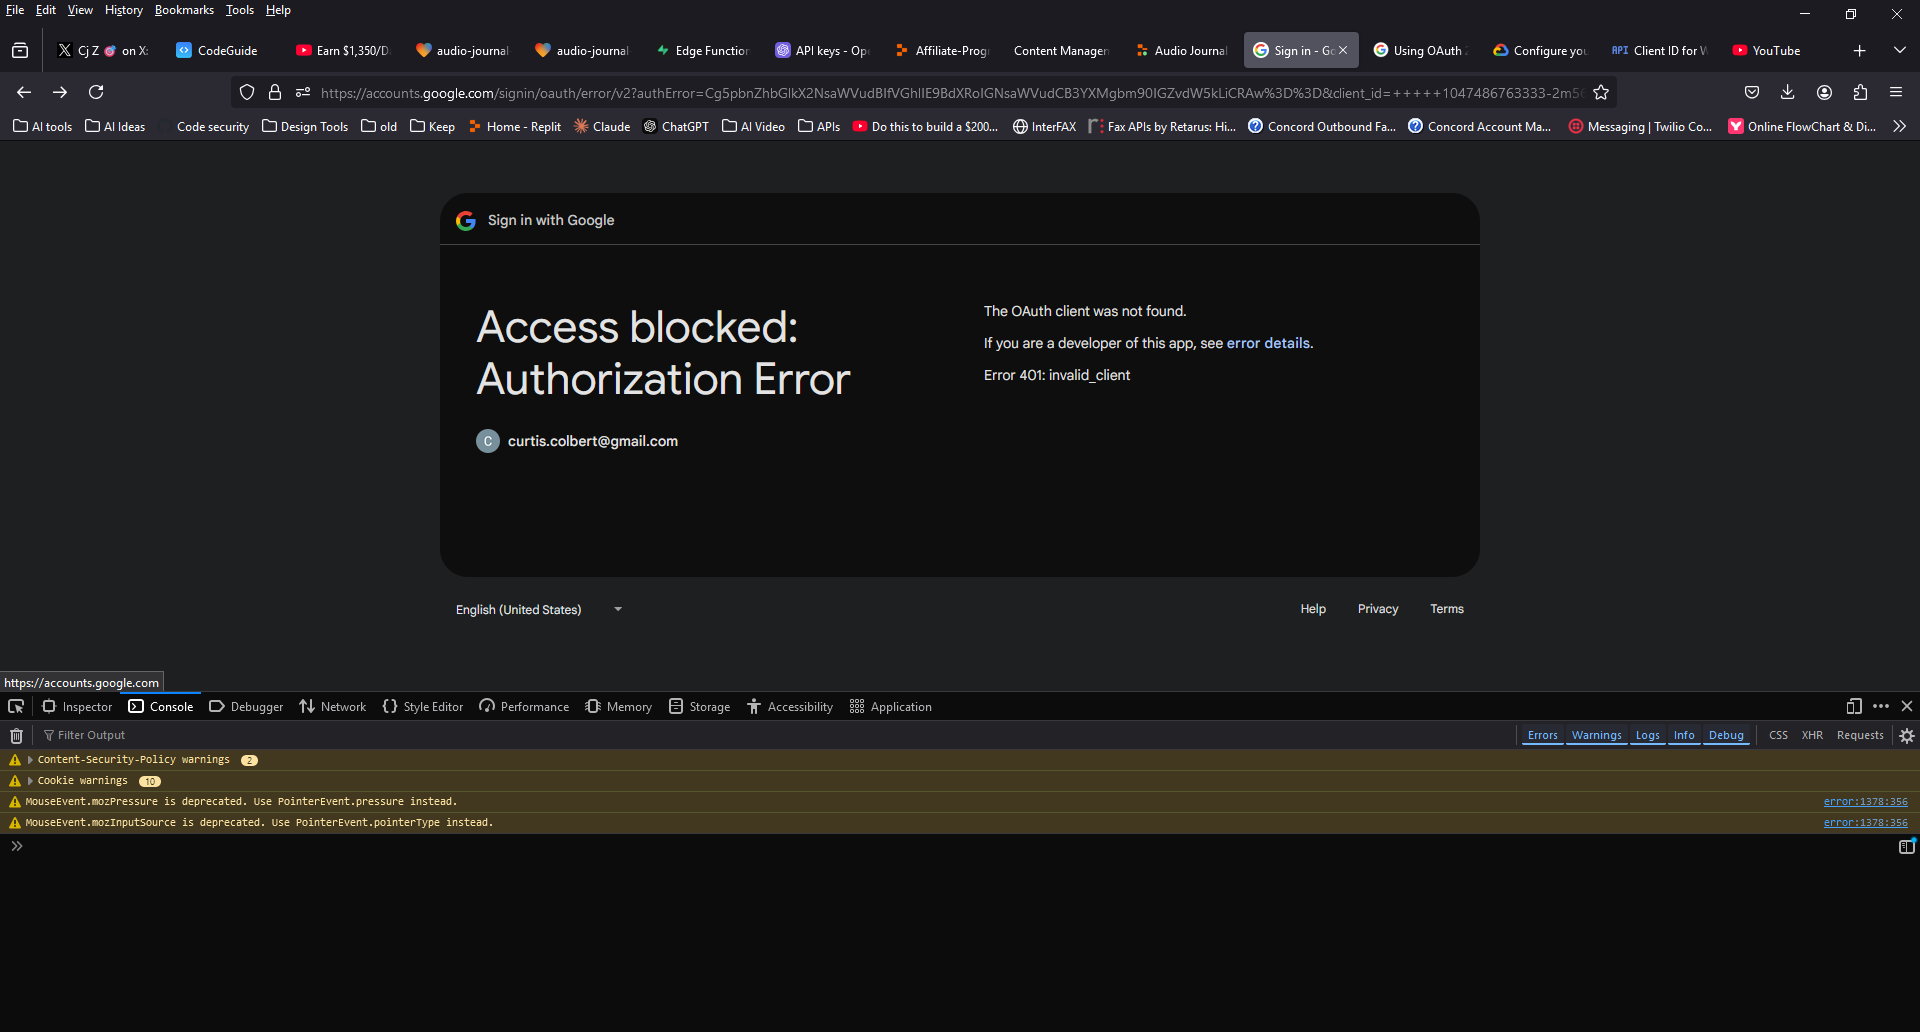 File Edit View History Bookmarks Tools Help
Cj Z 🎯 on X:
CodeGuide
Earn $1,350/D
audio-journal-
audio-journal-
Edge Function
API keys - Ope
Affiliate-Progr
Content Managem
Audio Journal
Sign in - Go
Using OAuth 2
Configure you
API Client ID for W
YouTube
https://accounts.google.com/signin/oauth/error/v2?authError=Cg5pbnZhbGlkX2NsaWVudBIfVGhlIE9BdXRoIGNsaWVudCB3YXMgbm90IGZvdW5kLiCRAw%3D%3D&client_id=+++++1047486763333-2m5
AI tools AI Ideas Code security Design Tools old Keep Home - Replit Claude ChatGPT AI Video APIs Do this to build a $200... InterFAX Fax APIs by Retarus: Hi... Concord Outbound Fa... Concord Account Ma... Messaging | Twilio Co... Online FlowChart & Di...
Sign in with Google
Access blocked:
Authorization Error
curtis.colbert@gmail.com
The OAuth client was not found.
If you are a developer of this app, see error details.
Error 401: invalid_client
English (United States)
Help Privacy Terms
https://accounts.google.com
Inspector Console Debugger Network Style Editor Performance Memory Storage Accessibility Application
Filter Output
Errors Warnings Logs Info Debug CSS XHR Requests
Content-Security-Policy warnings 2
Cookie warnings 10
MouseEvent.mozPressure is deprecated. Use PointerEvent.pressure instead. error:1378:356
MouseEvent.mozInputSource is deprecated. Use PointerEvent.pointerType instead. error:1378:356